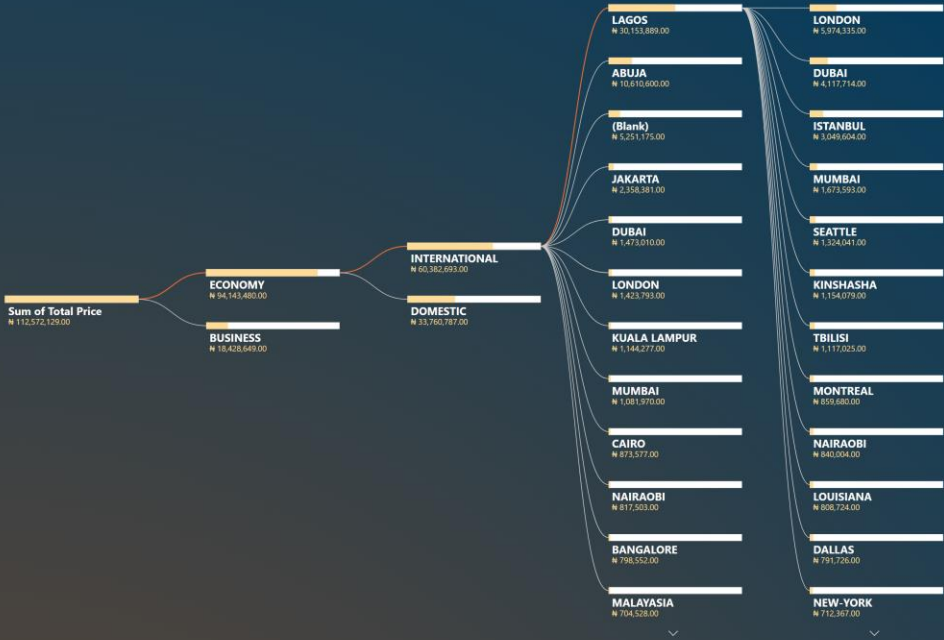 Sum of Total Price
₦ 112,572,129.00
ECONOMY
₦ 94,143,480.00
BUSINESS
₦ 18,428,649.00
INTERNATIONAL
₦ 60,382,693.00
DOMESTIC
₦ 33,760,787.00
LAGOS
₦ 30,153,889.00
ABUJA
₦ 10,610,600.00
(Blank)
₦ 5,251,175.00
JAKARTA
₦ 2,358,381.00
DUBAI
₦ 1,473,010.00
LONDON
₦ 1,423,793.00
KUALA LAMPUR
₦ 1,144,277.00
MUMBAI
₦ 1,081,970.00
CAIRO
₦ 873,577.00
NAIRAOBI
₦ 817,503.00
BANGALORE
₦ 798,552.00
MALAYASIA
₦ 704,528.00
LONDON
₦ 5,974,335.00
DUBAI
₦ 4,117,714.00
ISTANBUL
₦ 3,049,604.00
MUMBAI
₦ 1,673,593.00
SEATTLE
₦ 1,324,041.00
KINSHASHA
₦ 1,154,079.00
TBILISI
₦ 1,117,025.00
MONTREAL
₦ 859,680.00
NAIRAOBI
₦ 840,004.00
LOUISIANA
₦ 808,724.00
DALLAS
₦ 791,726.00
NEW-YORK
₦ 712,367.00